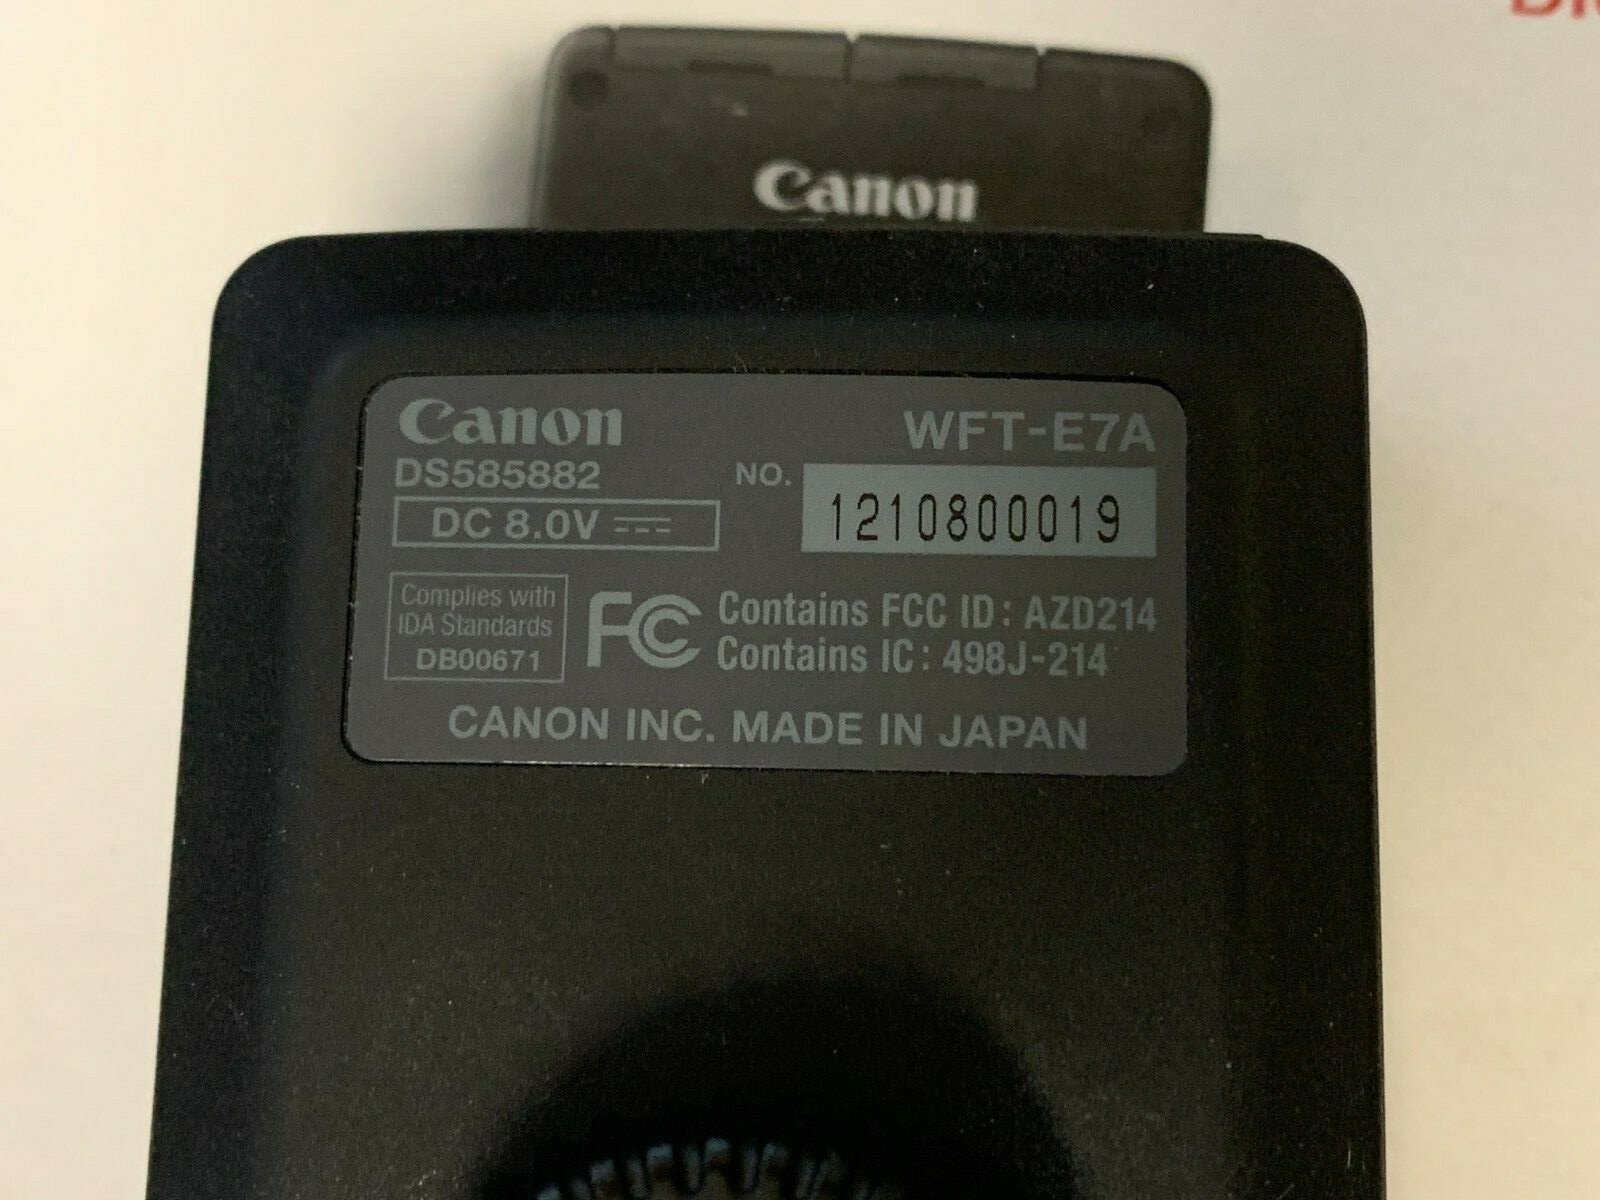 Canon
Canon
WFT-E7A
DS585882
NO. 1210800019
DC 8.0V
Complies with
IDA Standards
DB00671
FC Contains FCC ID: AZD214
Contains IC: 498J-214
CANON INC. MADE IN JAPAN